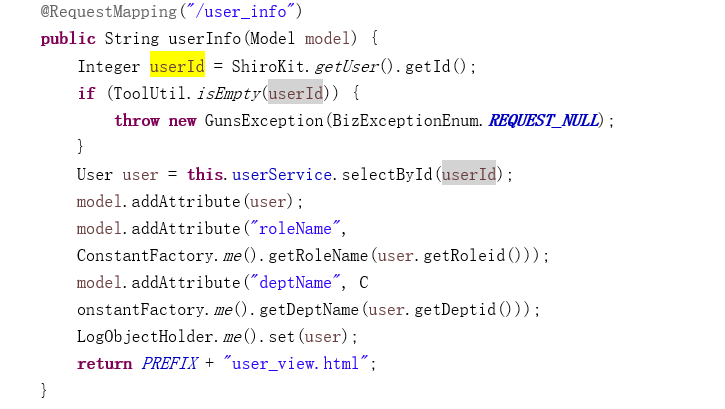 @RequestMapping("/user_info")
public String userInfo(Model model) {
Integer userId = ShiroKit.getUser().getId();
if (ToolUtil.isEmpty(userId)) {
throw new GunsException(BizExceptionEnum.REQUEST_NULL);
}
User user = this.userService.selectById(userId);
model.addAttribute(user);
model.addAttribute("roleName",
ConstantFactory.me().getRoleName(user.getRoleid()));
model.addAttribute("deptName", C
onstantFactory.me().getDeptName(user.getDeptid()));
LogObjectHolder.me().set(user);
return PREFIX + "user_view.html";
}